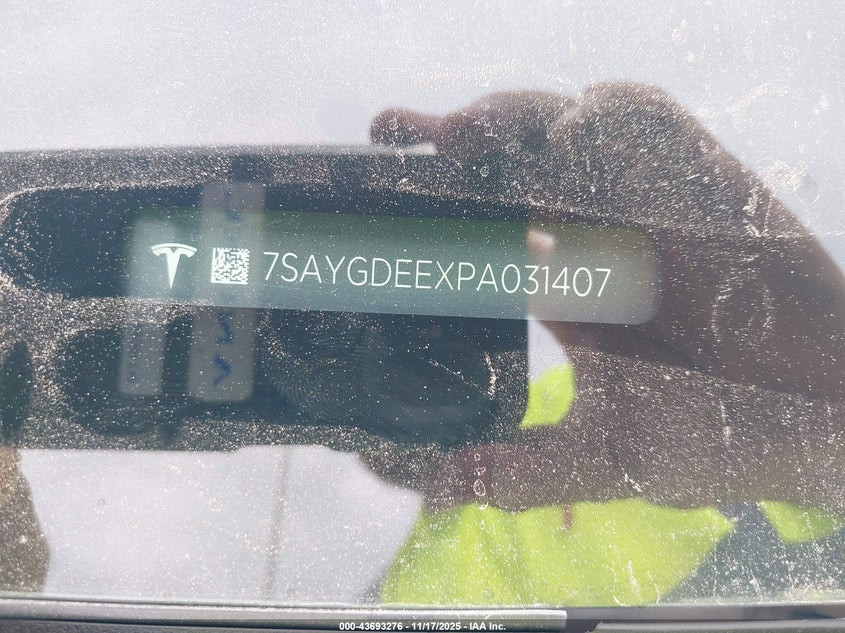 7SAYGDEEXPA031407
000-43693276 - 11/17/2025 - IAA Inc.